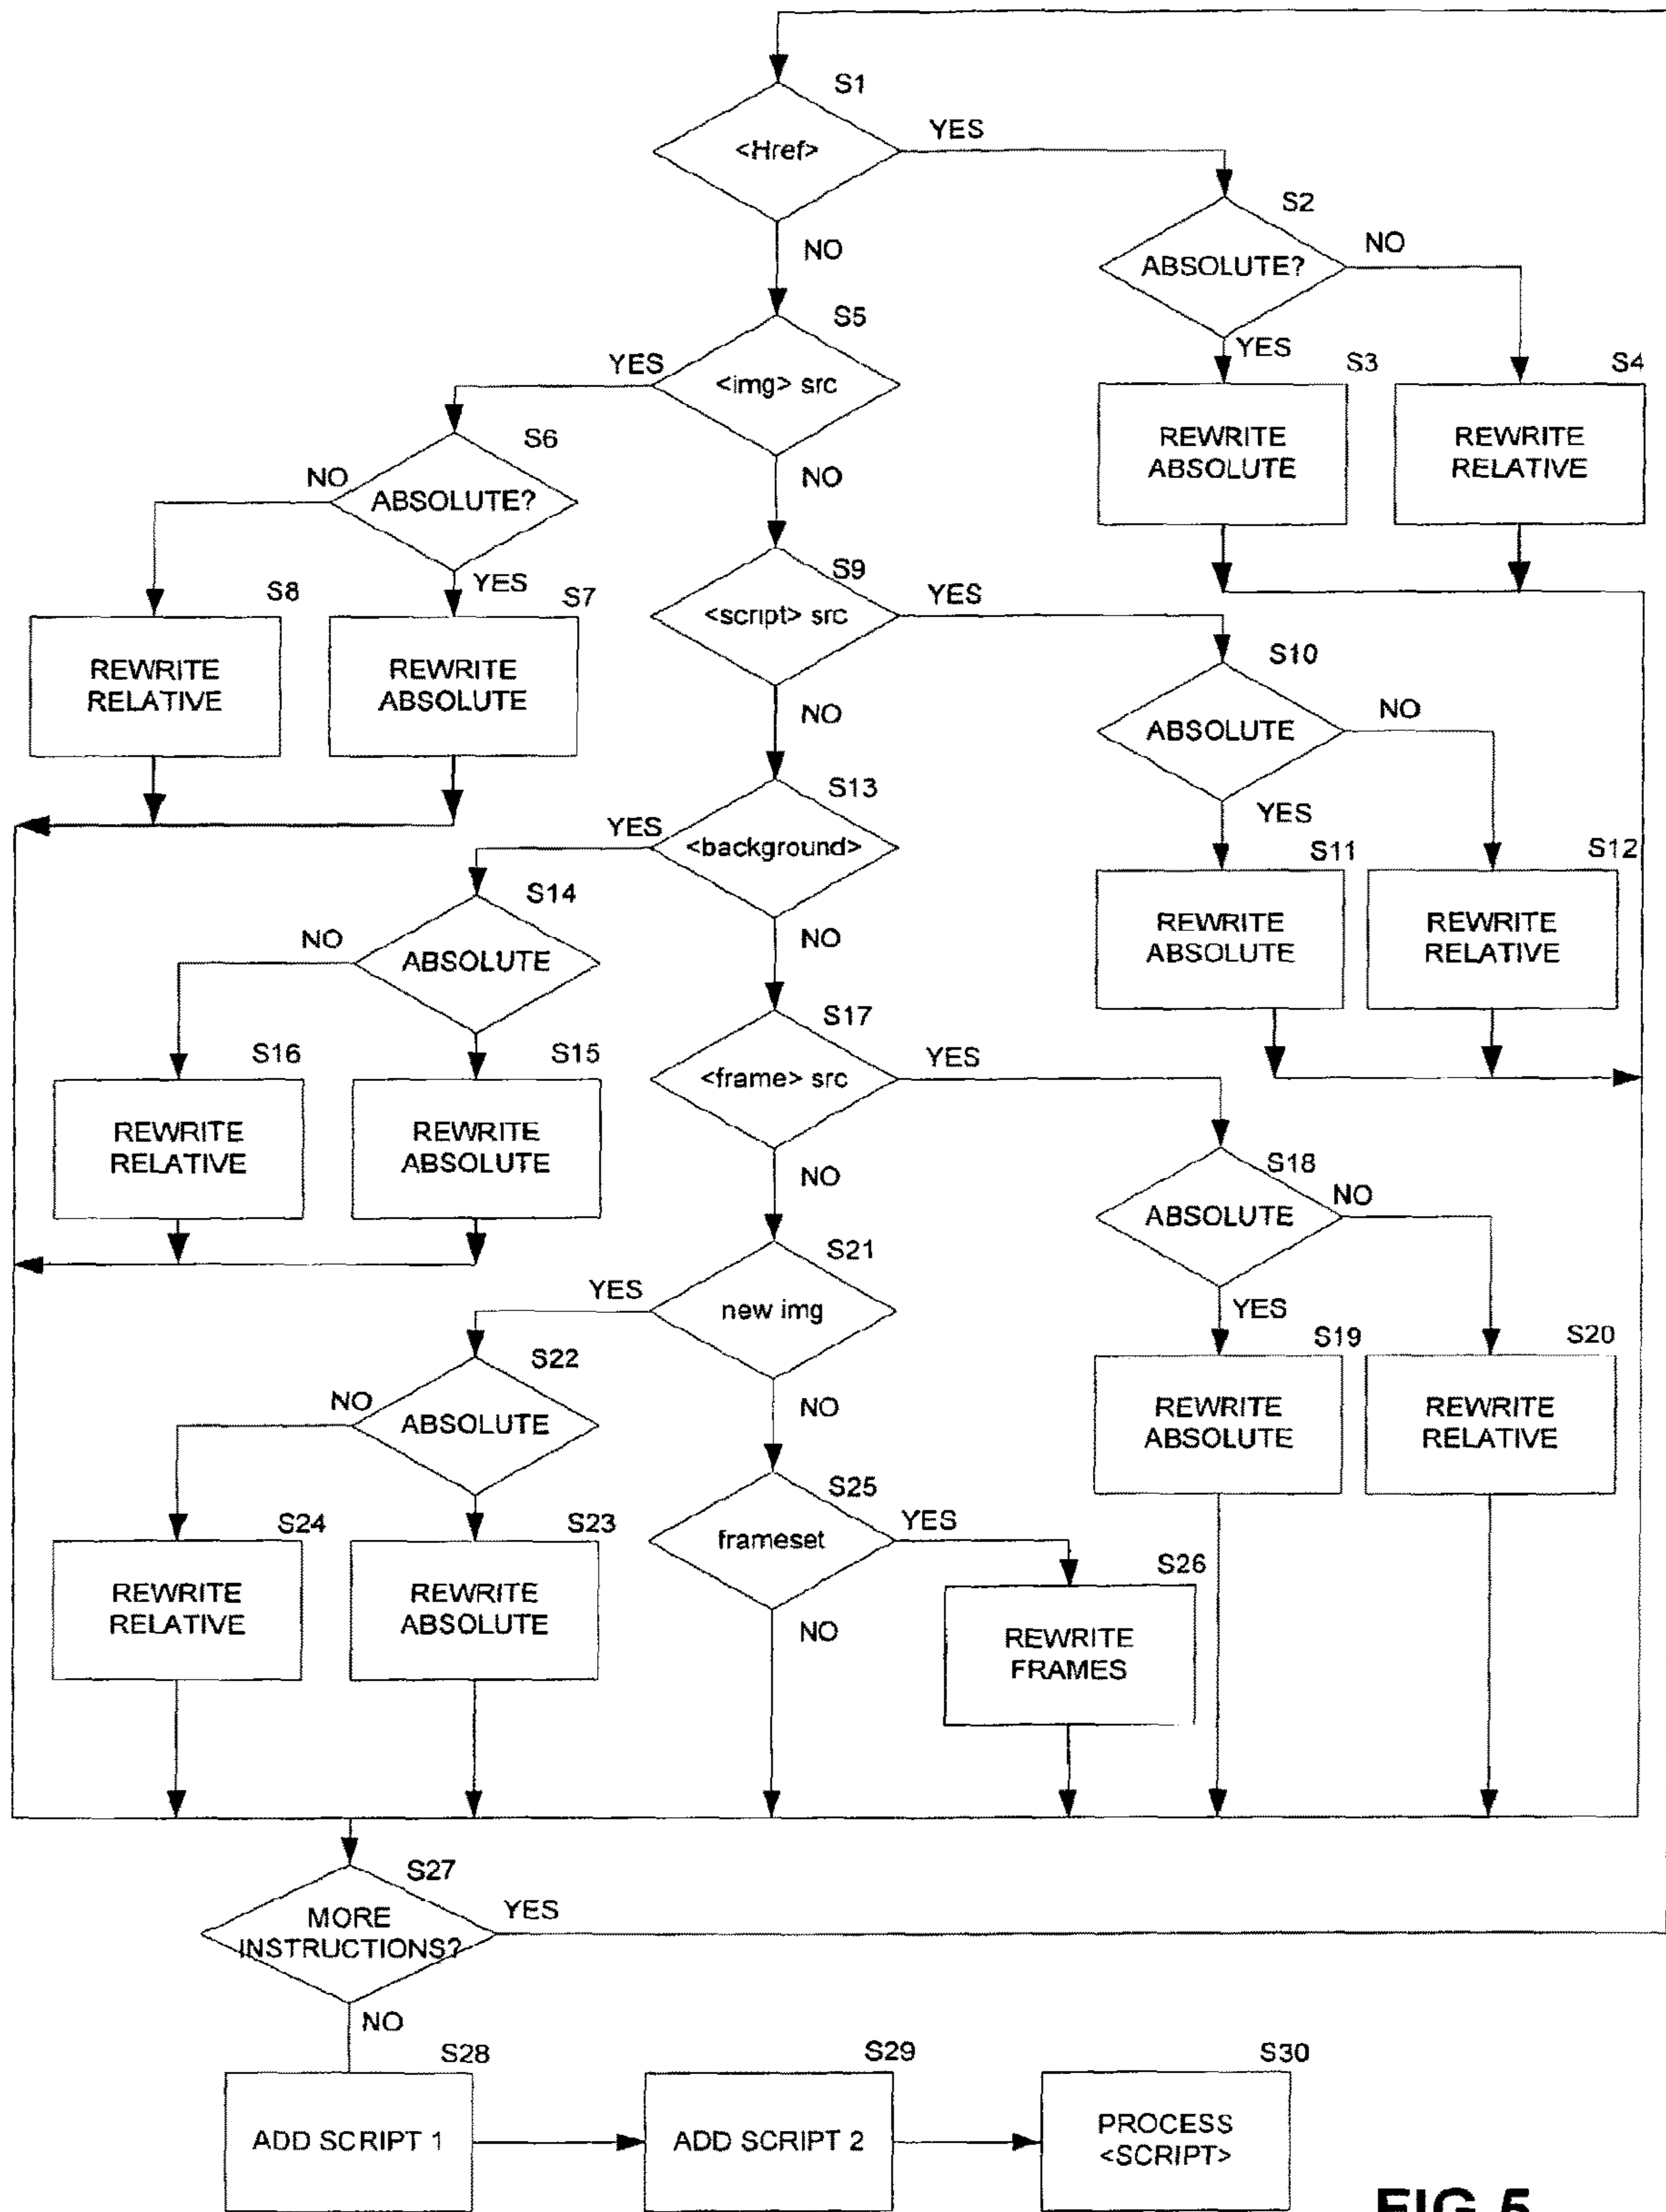 S1
<Href>
YES
NO
S2
ABSOLUTE?
NO
YES
S3
REWRITE
ABSOLUTE
S4
REWRITE
RELATIVE
S5
<img> src
YES
NO
S6
ABSOLUTE?
NO
YES
S8
REWRITE
RELATIVE
S7
REWRITE
ABSOLUTE
S9
<script> src
YES
NO
S10
ABSOLUTE
NO
YES
S11
REWRITE
ABSOLUTE
S12
REWRITE
RELATIVE
S13
<background>
YES
NO
S14
ABSOLUTE
NO
S16
REWRITE
RELATIVE
S15
REWRITE
ABSOLUTE
S17
<frame> src
YES
NO
S18
ABSOLUTE
NO
YES
S19
REWRITE
ABSOLUTE
S20
REWRITE
RELATIVE
S21
new img
YES
NO
S22
ABSOLUTE
NO
S24
REWRITE
RELATIVE
S23
REWRITE
ABSOLUTE
S25
frameset
YES
NO
S26
REWRITE
FRAMES
S27
MORE
INSTRUCTIONS?
YES
NO
S28
ADD SCRIPT 1
S29
ADD SCRIPT 2
S30
PROCESS
<SCRIPT>
FIG 5